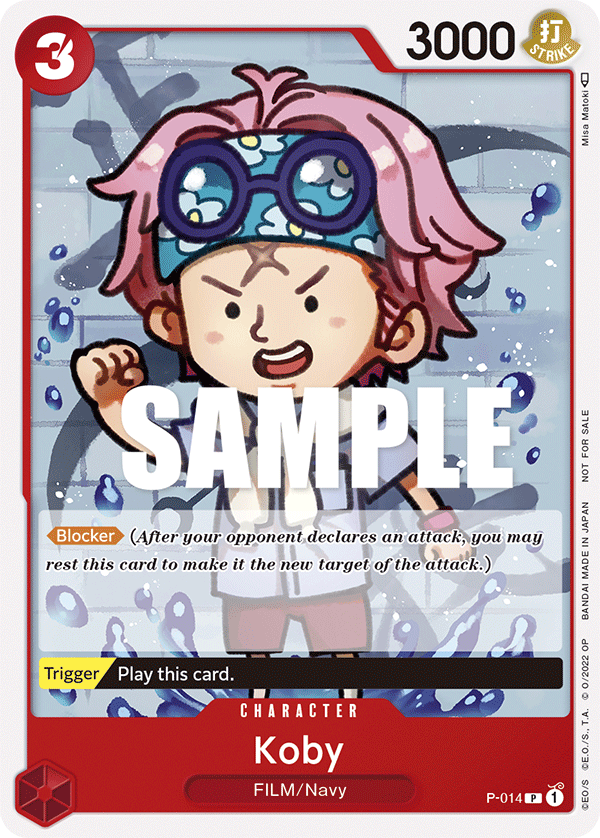 3
3000
打
STRIKE
Misa Matoki
SAMPLE
Blocker (After your opponent declares an attack, you may
rest this card to make it the new target of the attack.)
Trigger Play this card.
CHARACTER
Koby
FILM/Navy
P-014 P 1
©EO/S ©E.O./S., T.A. © O/2022 OP BANDAI MADE IN JAPAN NOT FOR SALE